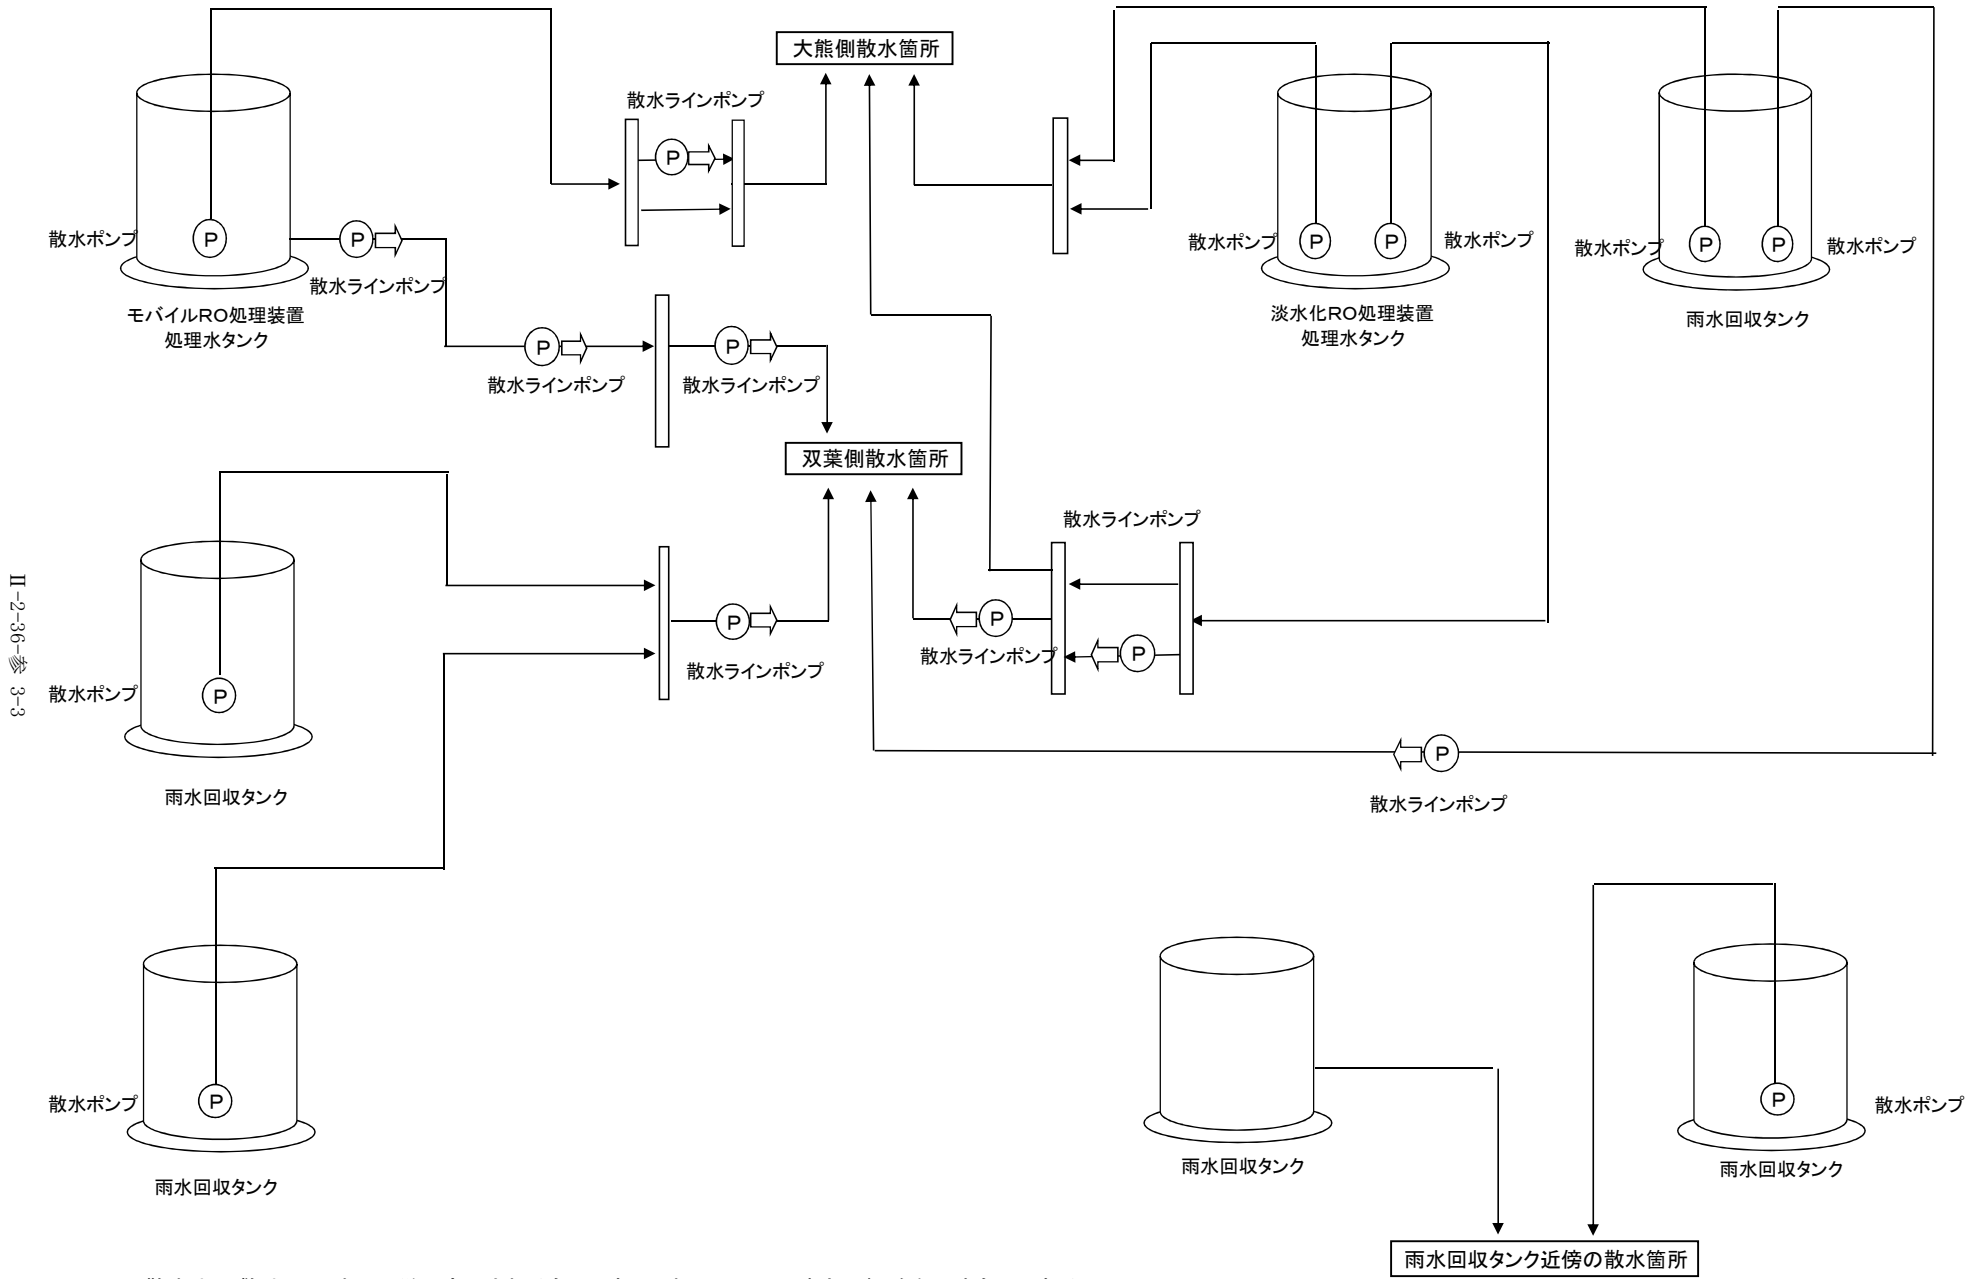 大熊側散水箇所
散水ラインポンプ
P
P
散水ポンプ
P
散水ラインポンプ
モバイルRO処理装置
処理水タンク
散水ポンプ
P
P
散水ポンプ
淡水化RO処理装置
処理水タンク
散水ポンプ
P
P
散水ポンプ
雨水回収タンク
P
散水ラインポンプ
P
散水ラインポンプ
双葉側散水箇所
散水ラインポンプ
P
散水ラインポンプ
P
散水ラインポンプ
P
散水ポンプ
P
雨水回収タンク
P
散水ラインポンプ
Ⅱ-2-36-参 3-3
散水ポンプ
P
雨水回収タンク
雨水回収タンク
P
散水ポンプ
雨水回収タンク
雨水回収タンク近傍の散水箇所